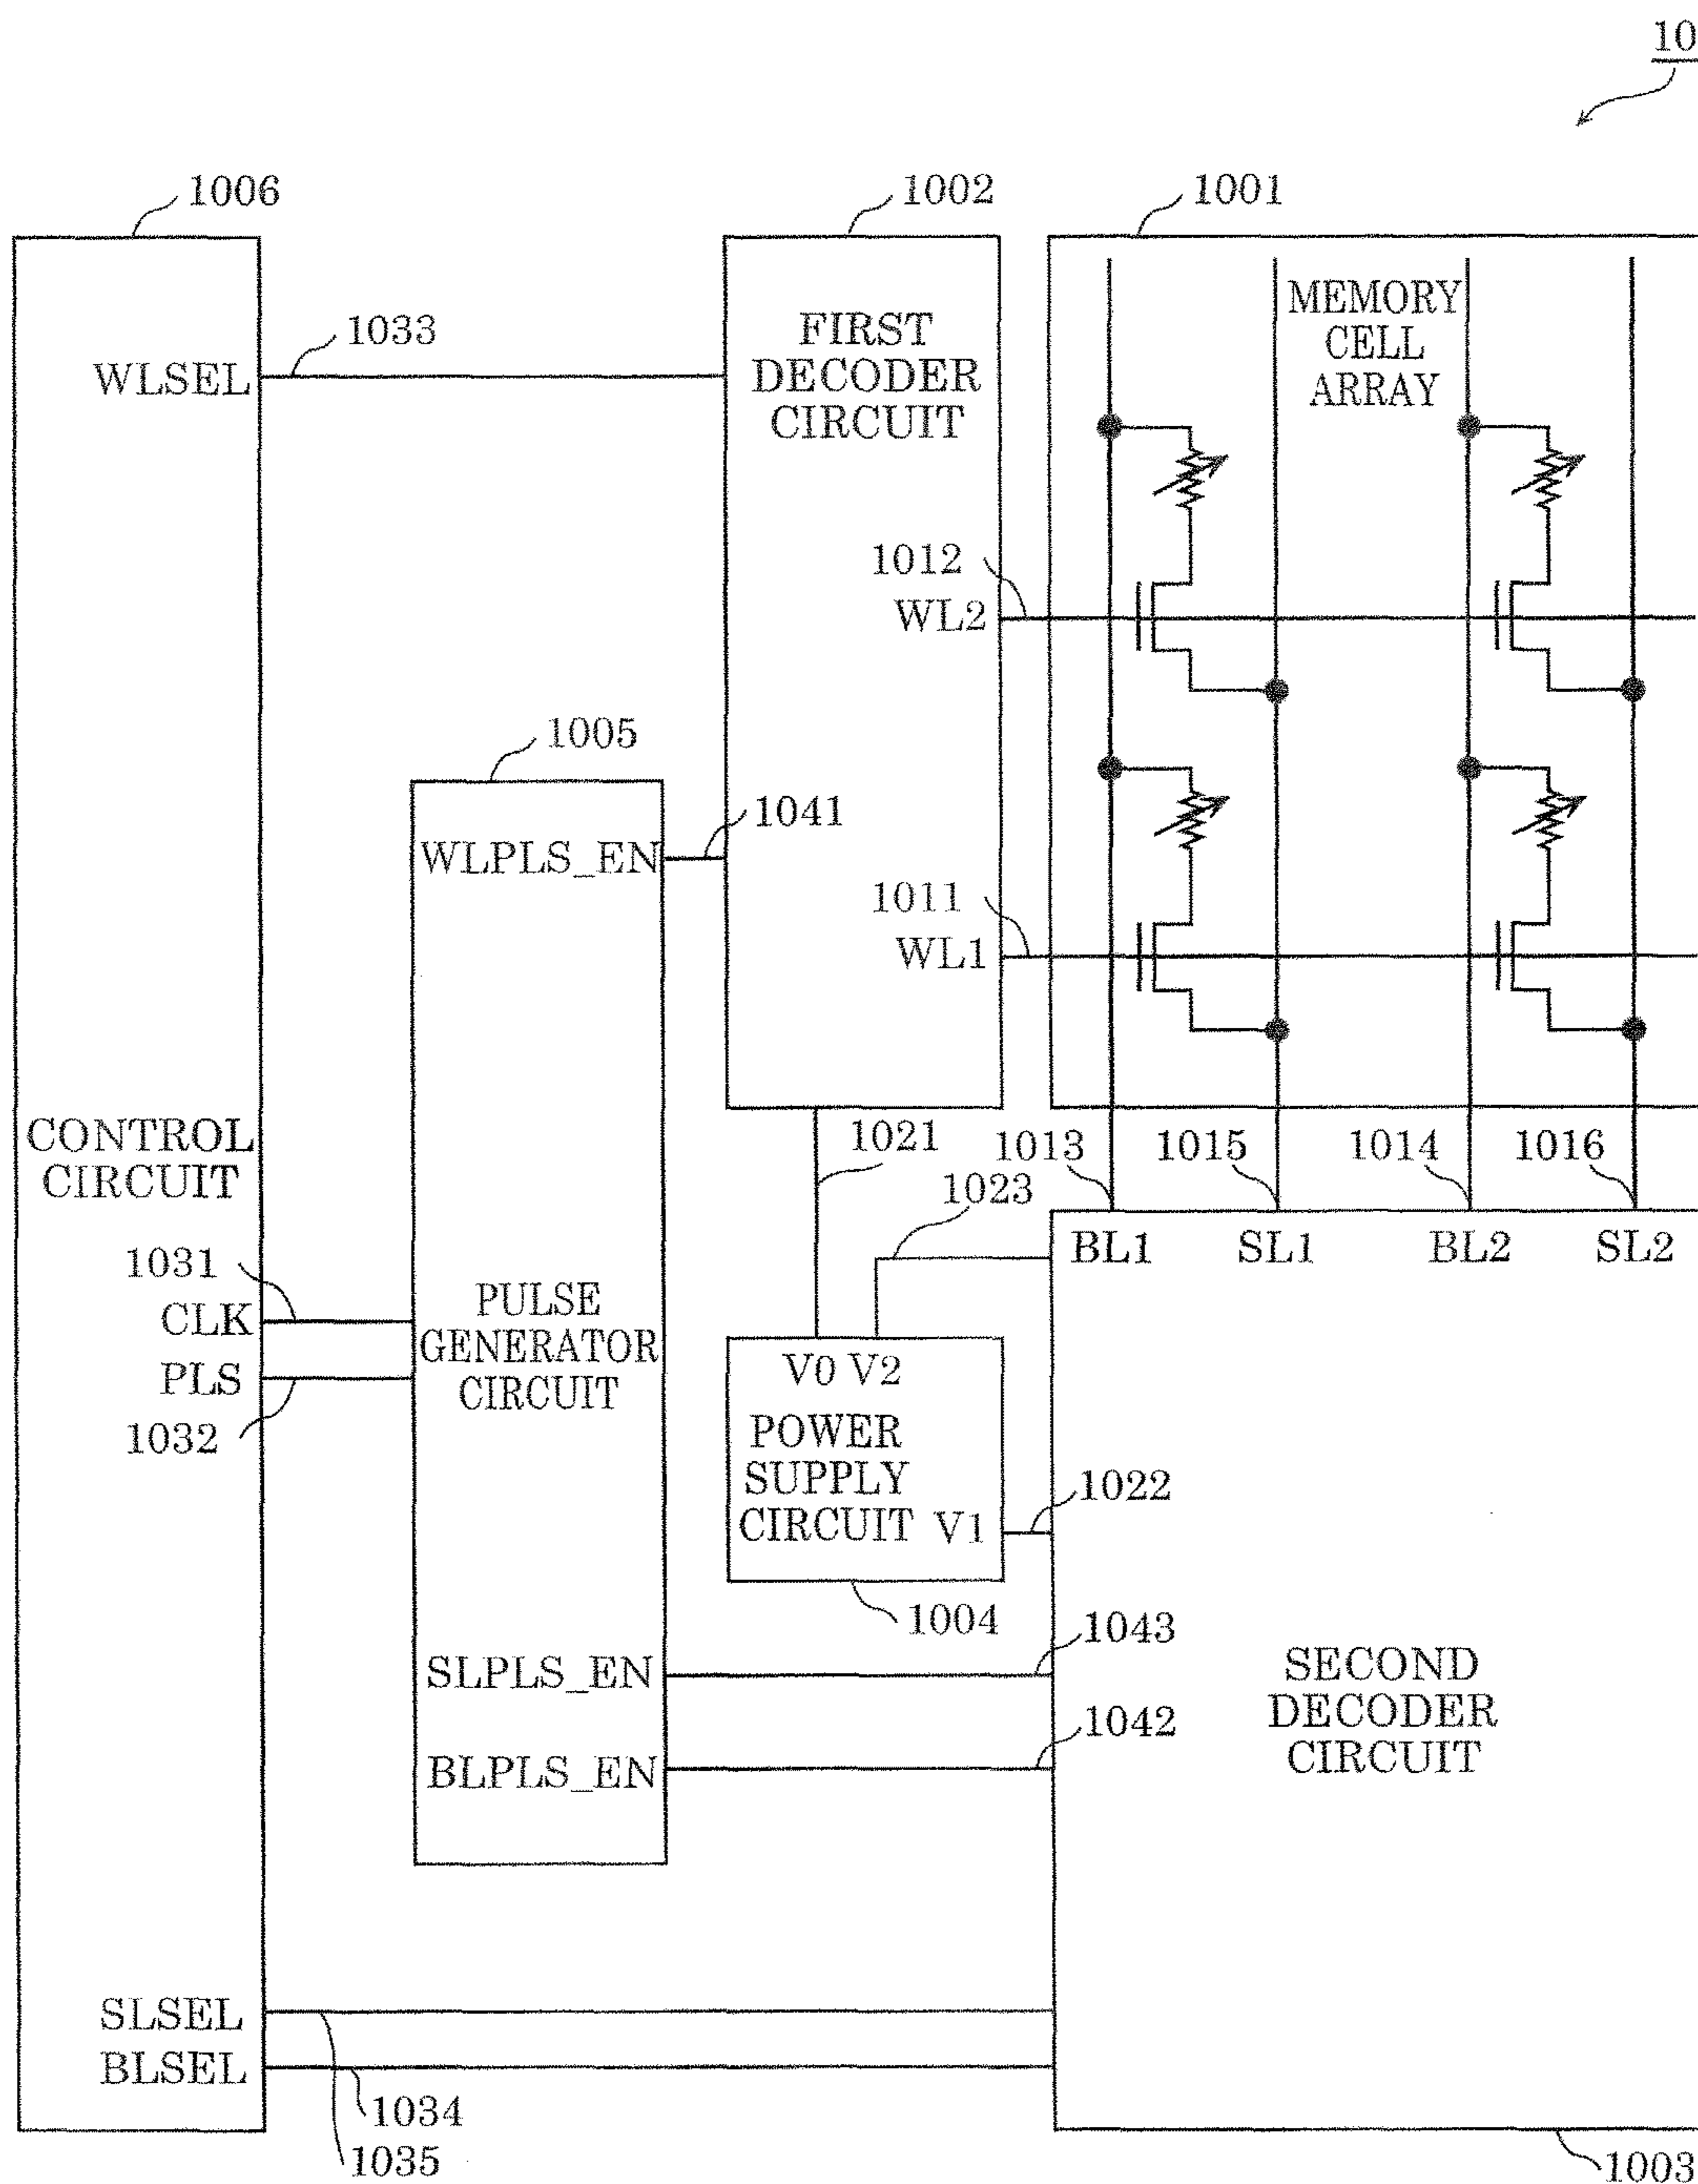 10
1006
1002
1001
WLSEL
1033
FIRST
DECODER
CIRCUIT
MEMORY
CELL
ARRAY
1012
WL2
1005
WLPLS_EN
1041
1011
WL1
CONTROL
CIRCUIT
1021
1013
1015
1014
1016
1023
BL1
SL1
BL2
SL2
1031
CLK
PLS
1032
PULSE
GENERATOR
CIRCUIT
V0 V2
POWER
SUPPLY
CIRCUIT
V1
1022
1004
1043
SLPLS_EN
1042
BLPLS_EN
SECOND
DECODER
CIRCUIT
SLSEL
BLSEL
1034
1035
1003